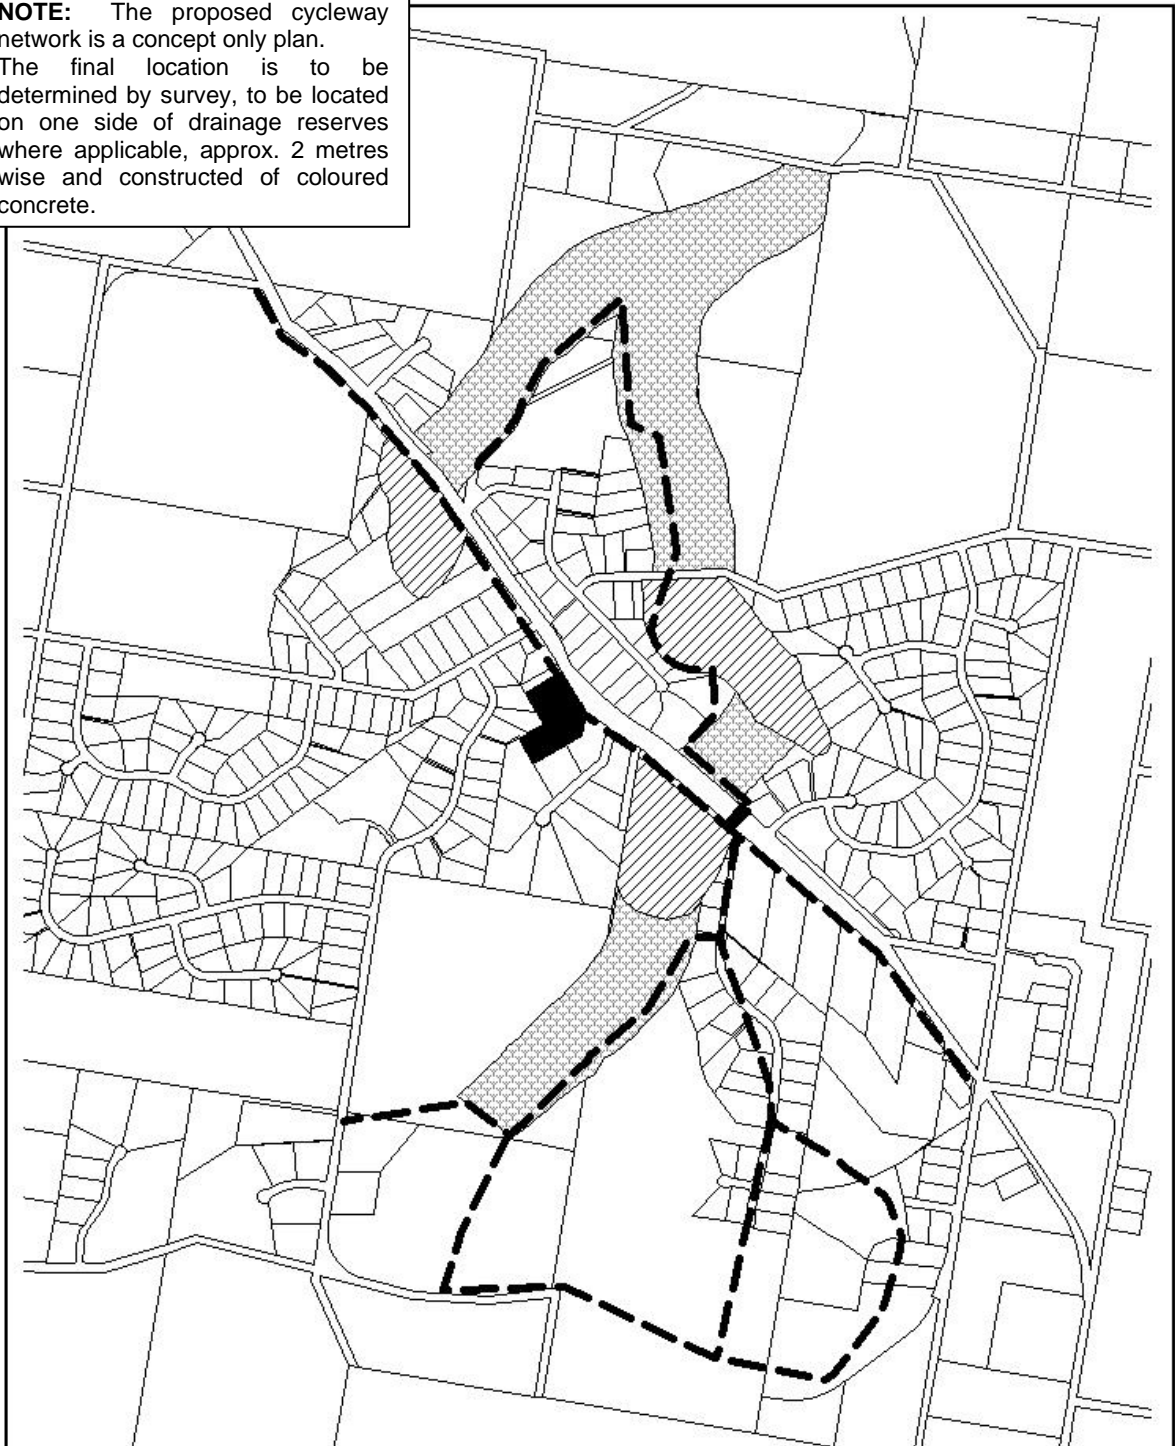 NOTE: The proposed cycleway
network is a concept only plan.
The final location is to be
determined by survey, to be located
on one side of drainage reserves
where applicable, approx. 2 metres
wise and constructed of coloured
concrete.